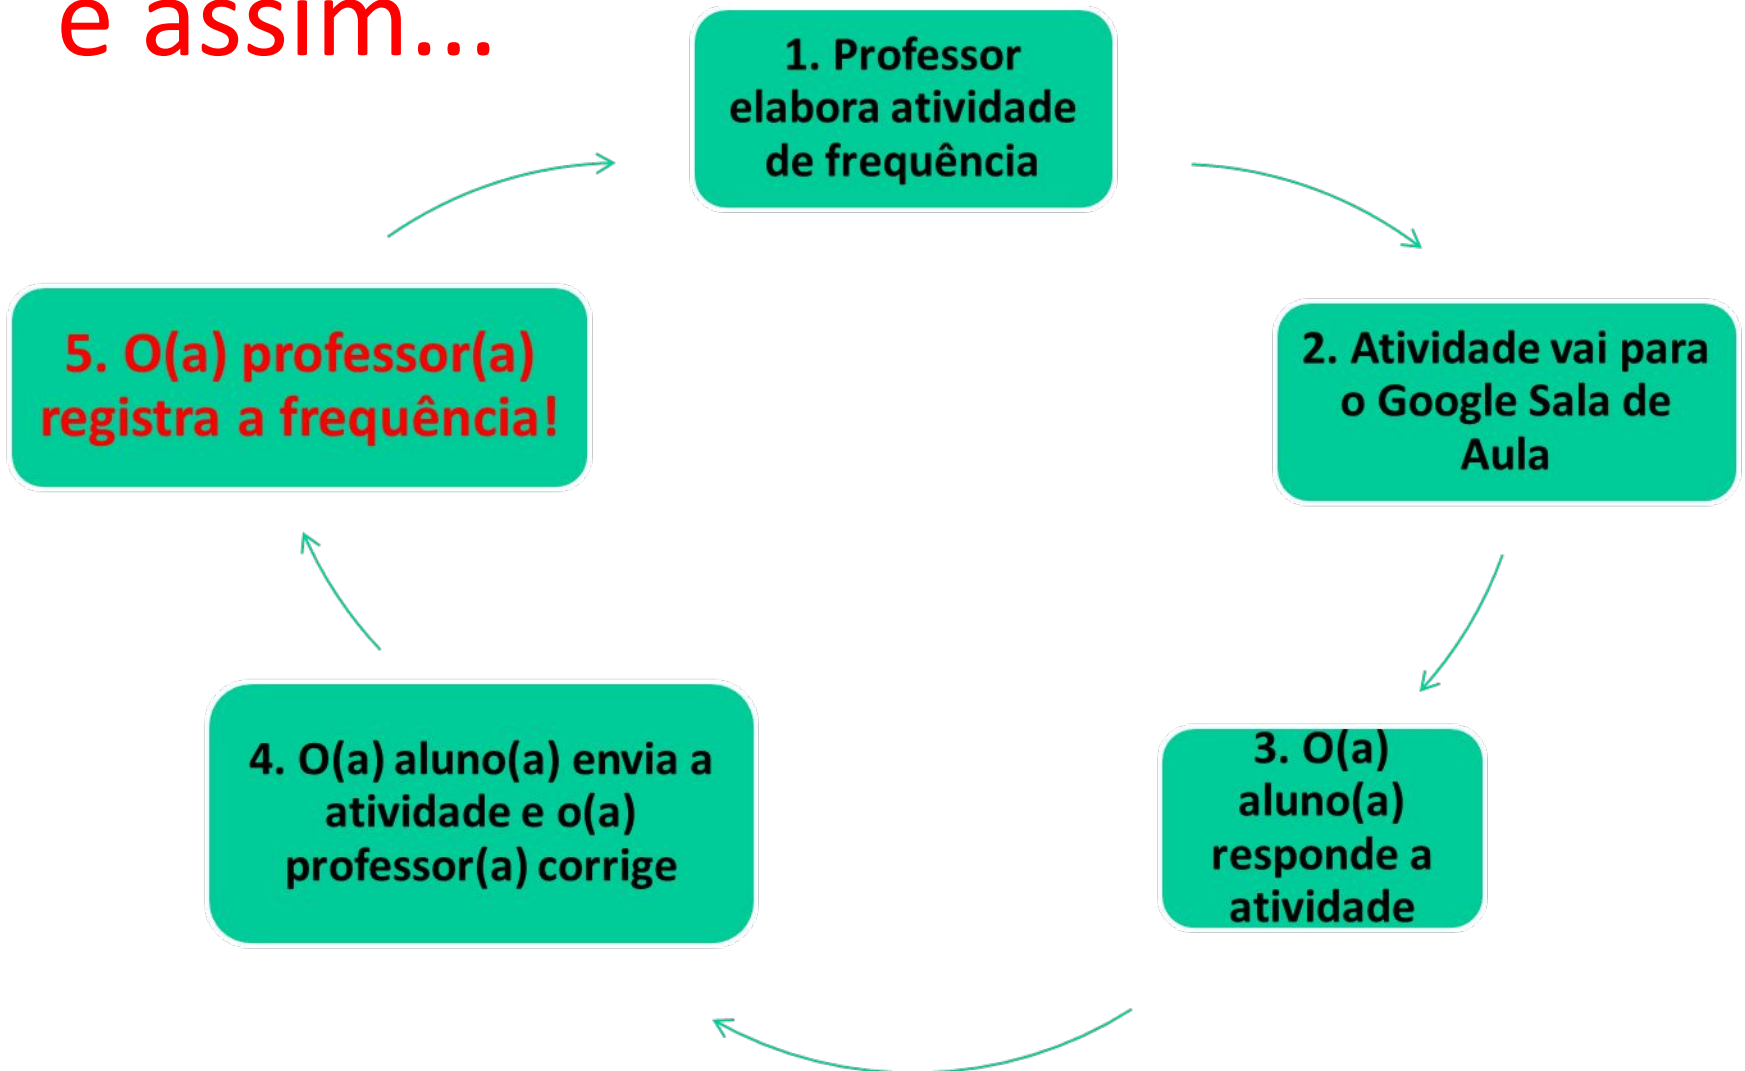 e assim...
1. Professor
elabora atividade
de frequência
2. Atividade vai para
o Google Sala de
Aula
3. O(a)
aluno(a)
responde a
atividade
4. O(a) aluno(a) envia a
atividade e o(a)
professor(a) corrige
5. O(a) professor(a)
registra a frequência!